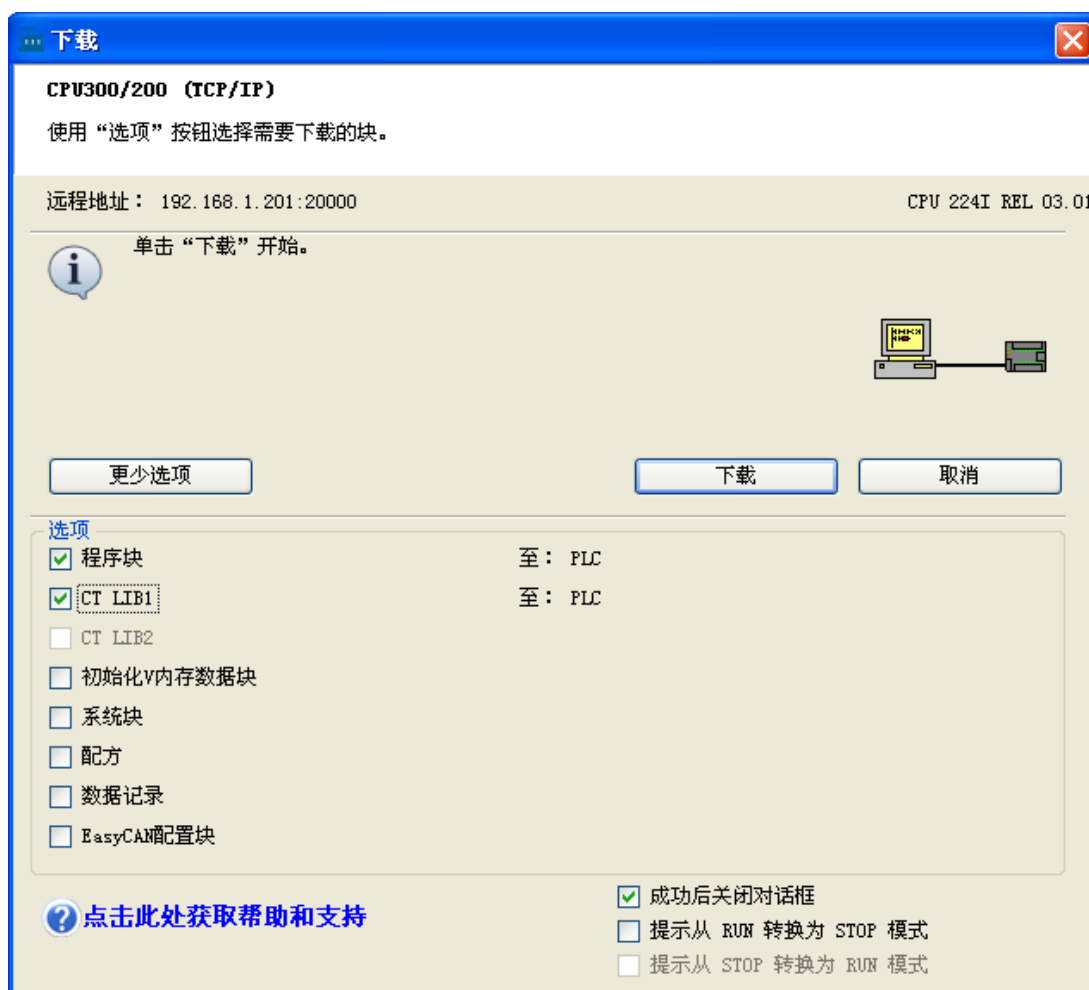 下载
CPU300/200 (TCP/IP)
使用“选项”按钮选择需要下载的块。
远程地址： 192.168.1.201:20000
CPU 224I REL 03.01
单击“下载”开始。
更少选项
下载
取消
选项
程序块
至： PLC
CT LIB1
至： PLC
CT LIB2
初始化V内存数据块
系统块
配方
数据记录
EasyCAN配置块
点击此处获取帮助和支持
成功后关闭对话框
提示从 RUN 转换为 STOP 模式
提示从 STOP 转换为 RUN 模式